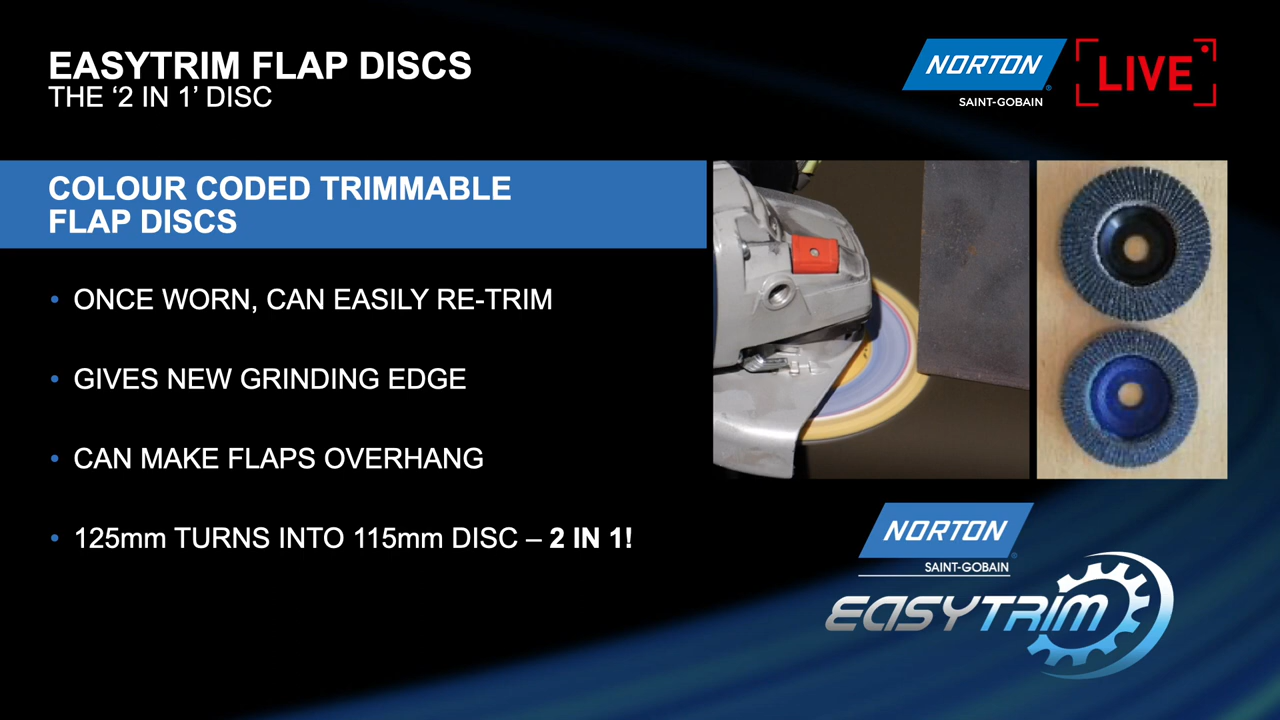 EASYTRIM FLAP DISCS
THE ‘2 IN 1’ DISC
NORTON
SAINT-GOBAIN
LIVE
COLOUR CODED TRIMMABLE
FLAP DISCS
• ONCE WORN, CAN EASILY RE-TRIM
• GIVES NEW GRINDING EDGE
• CAN MAKE FLAPS OVERHANG
• 125mm TURNS INTO 115mm DISC – 2 IN 1!
NORTON
SAINT-GOBAIN
EASYTRIM